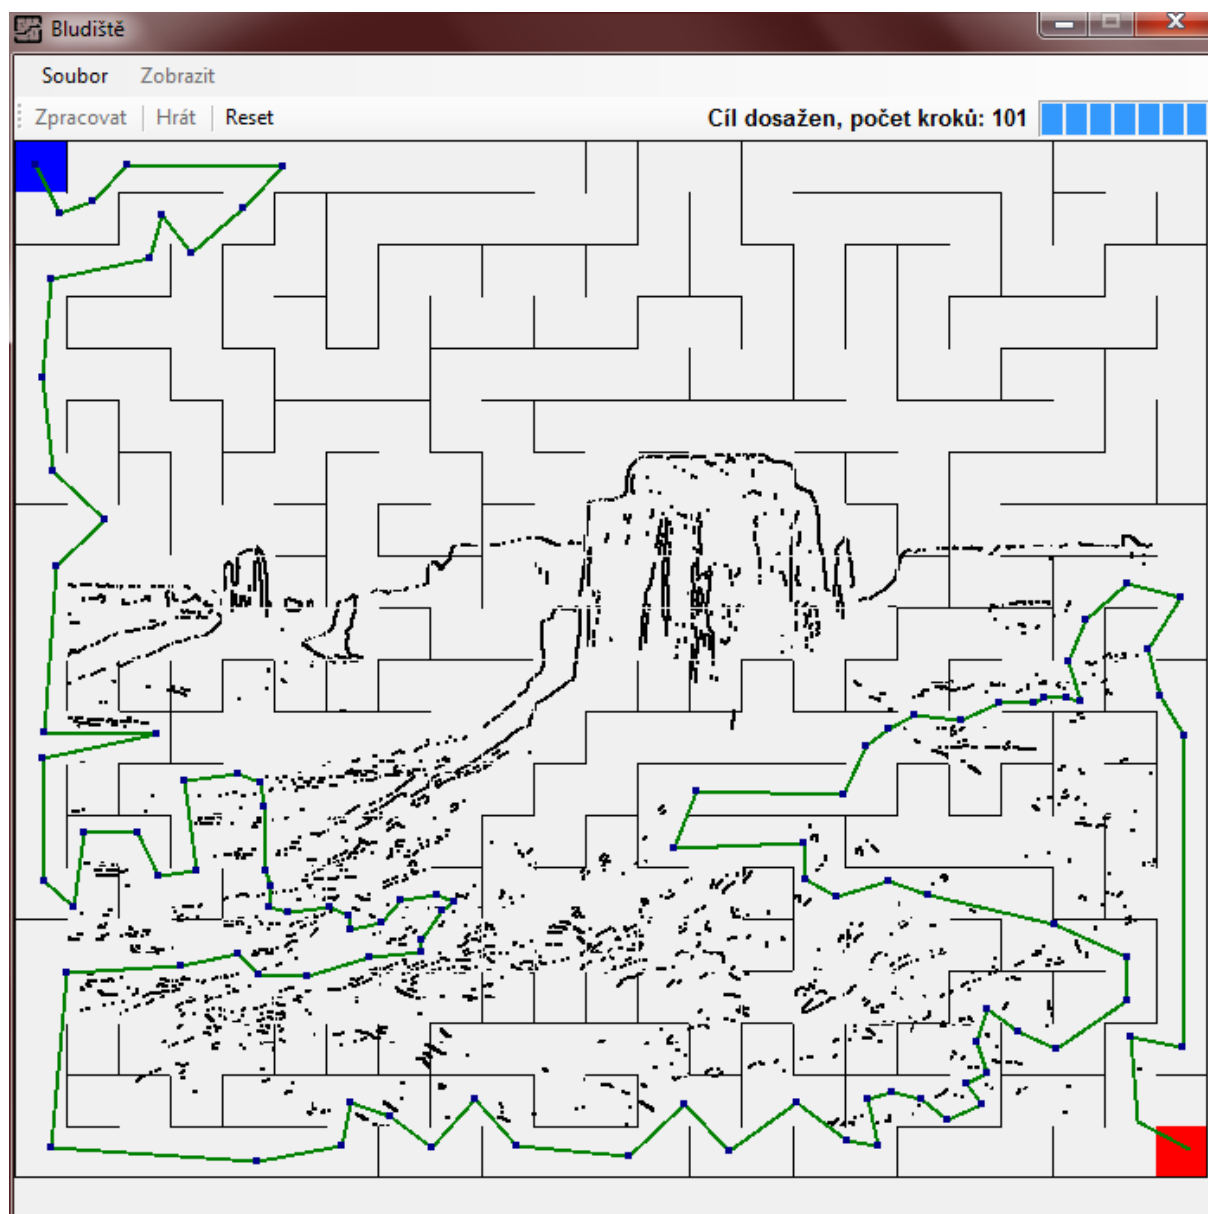 Bludiště
Soubor Zobrazit
Zpracovat Hrát Reset Cíl dosažen, počet kroků: 101